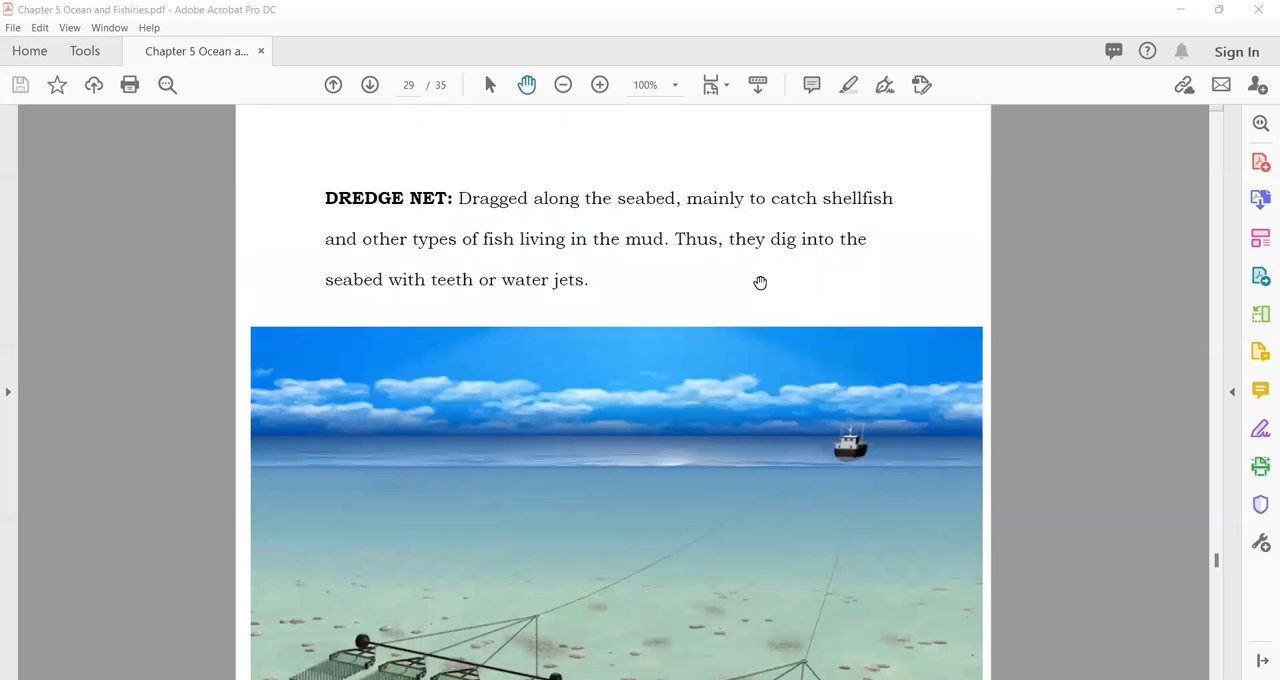 Chapter 5 Ocean and Fishiries.pdf - Adobe Acrobat Pro DC
File Edit View Window Help
Home Tools Chapter 5 Ocean a... × Sign In
29 / 35 100%
DREDGE NET: Dragged along the seabed, mainly to catch shellfish
and other types of fish living in the mud. Thus, they dig into the
seabed with teeth or water jets.